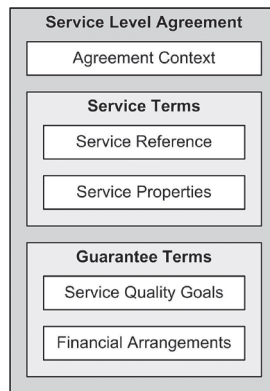 Service Level Agreement
Agreement Context
Service Terms
Service Reference
Service Properties
Guarantee Terms
Service Quality Goals
Financial Arrangements